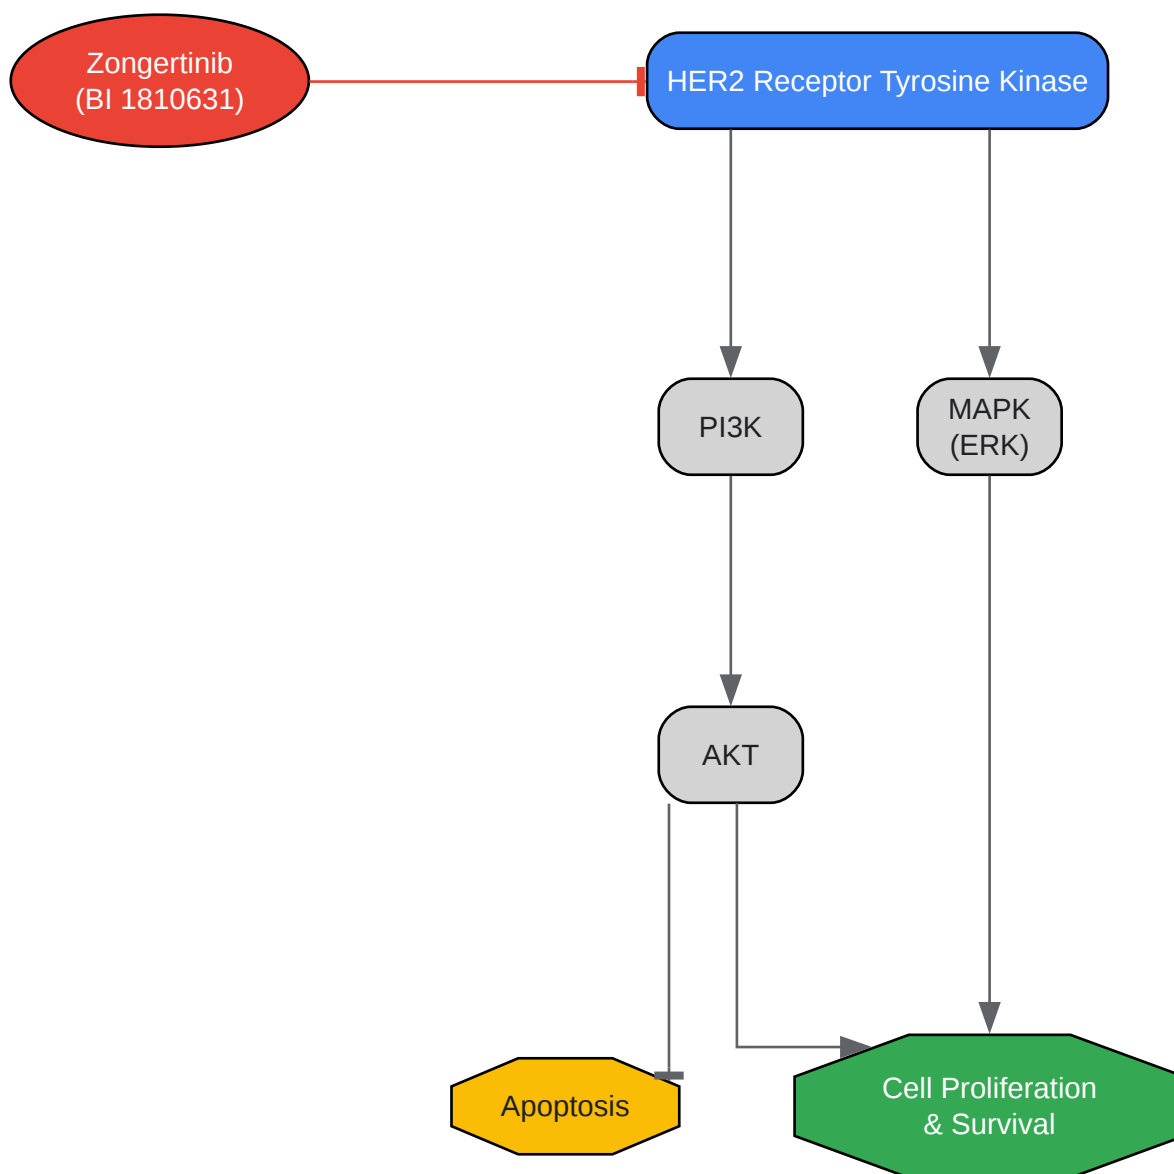 Zongertinib
(BI 1810631)
HER2 Receptor Tyrosine Kinase
PI3K
MAPK
(ERK)
AKT
Apoptosis
Cell Proliferation
& Survival